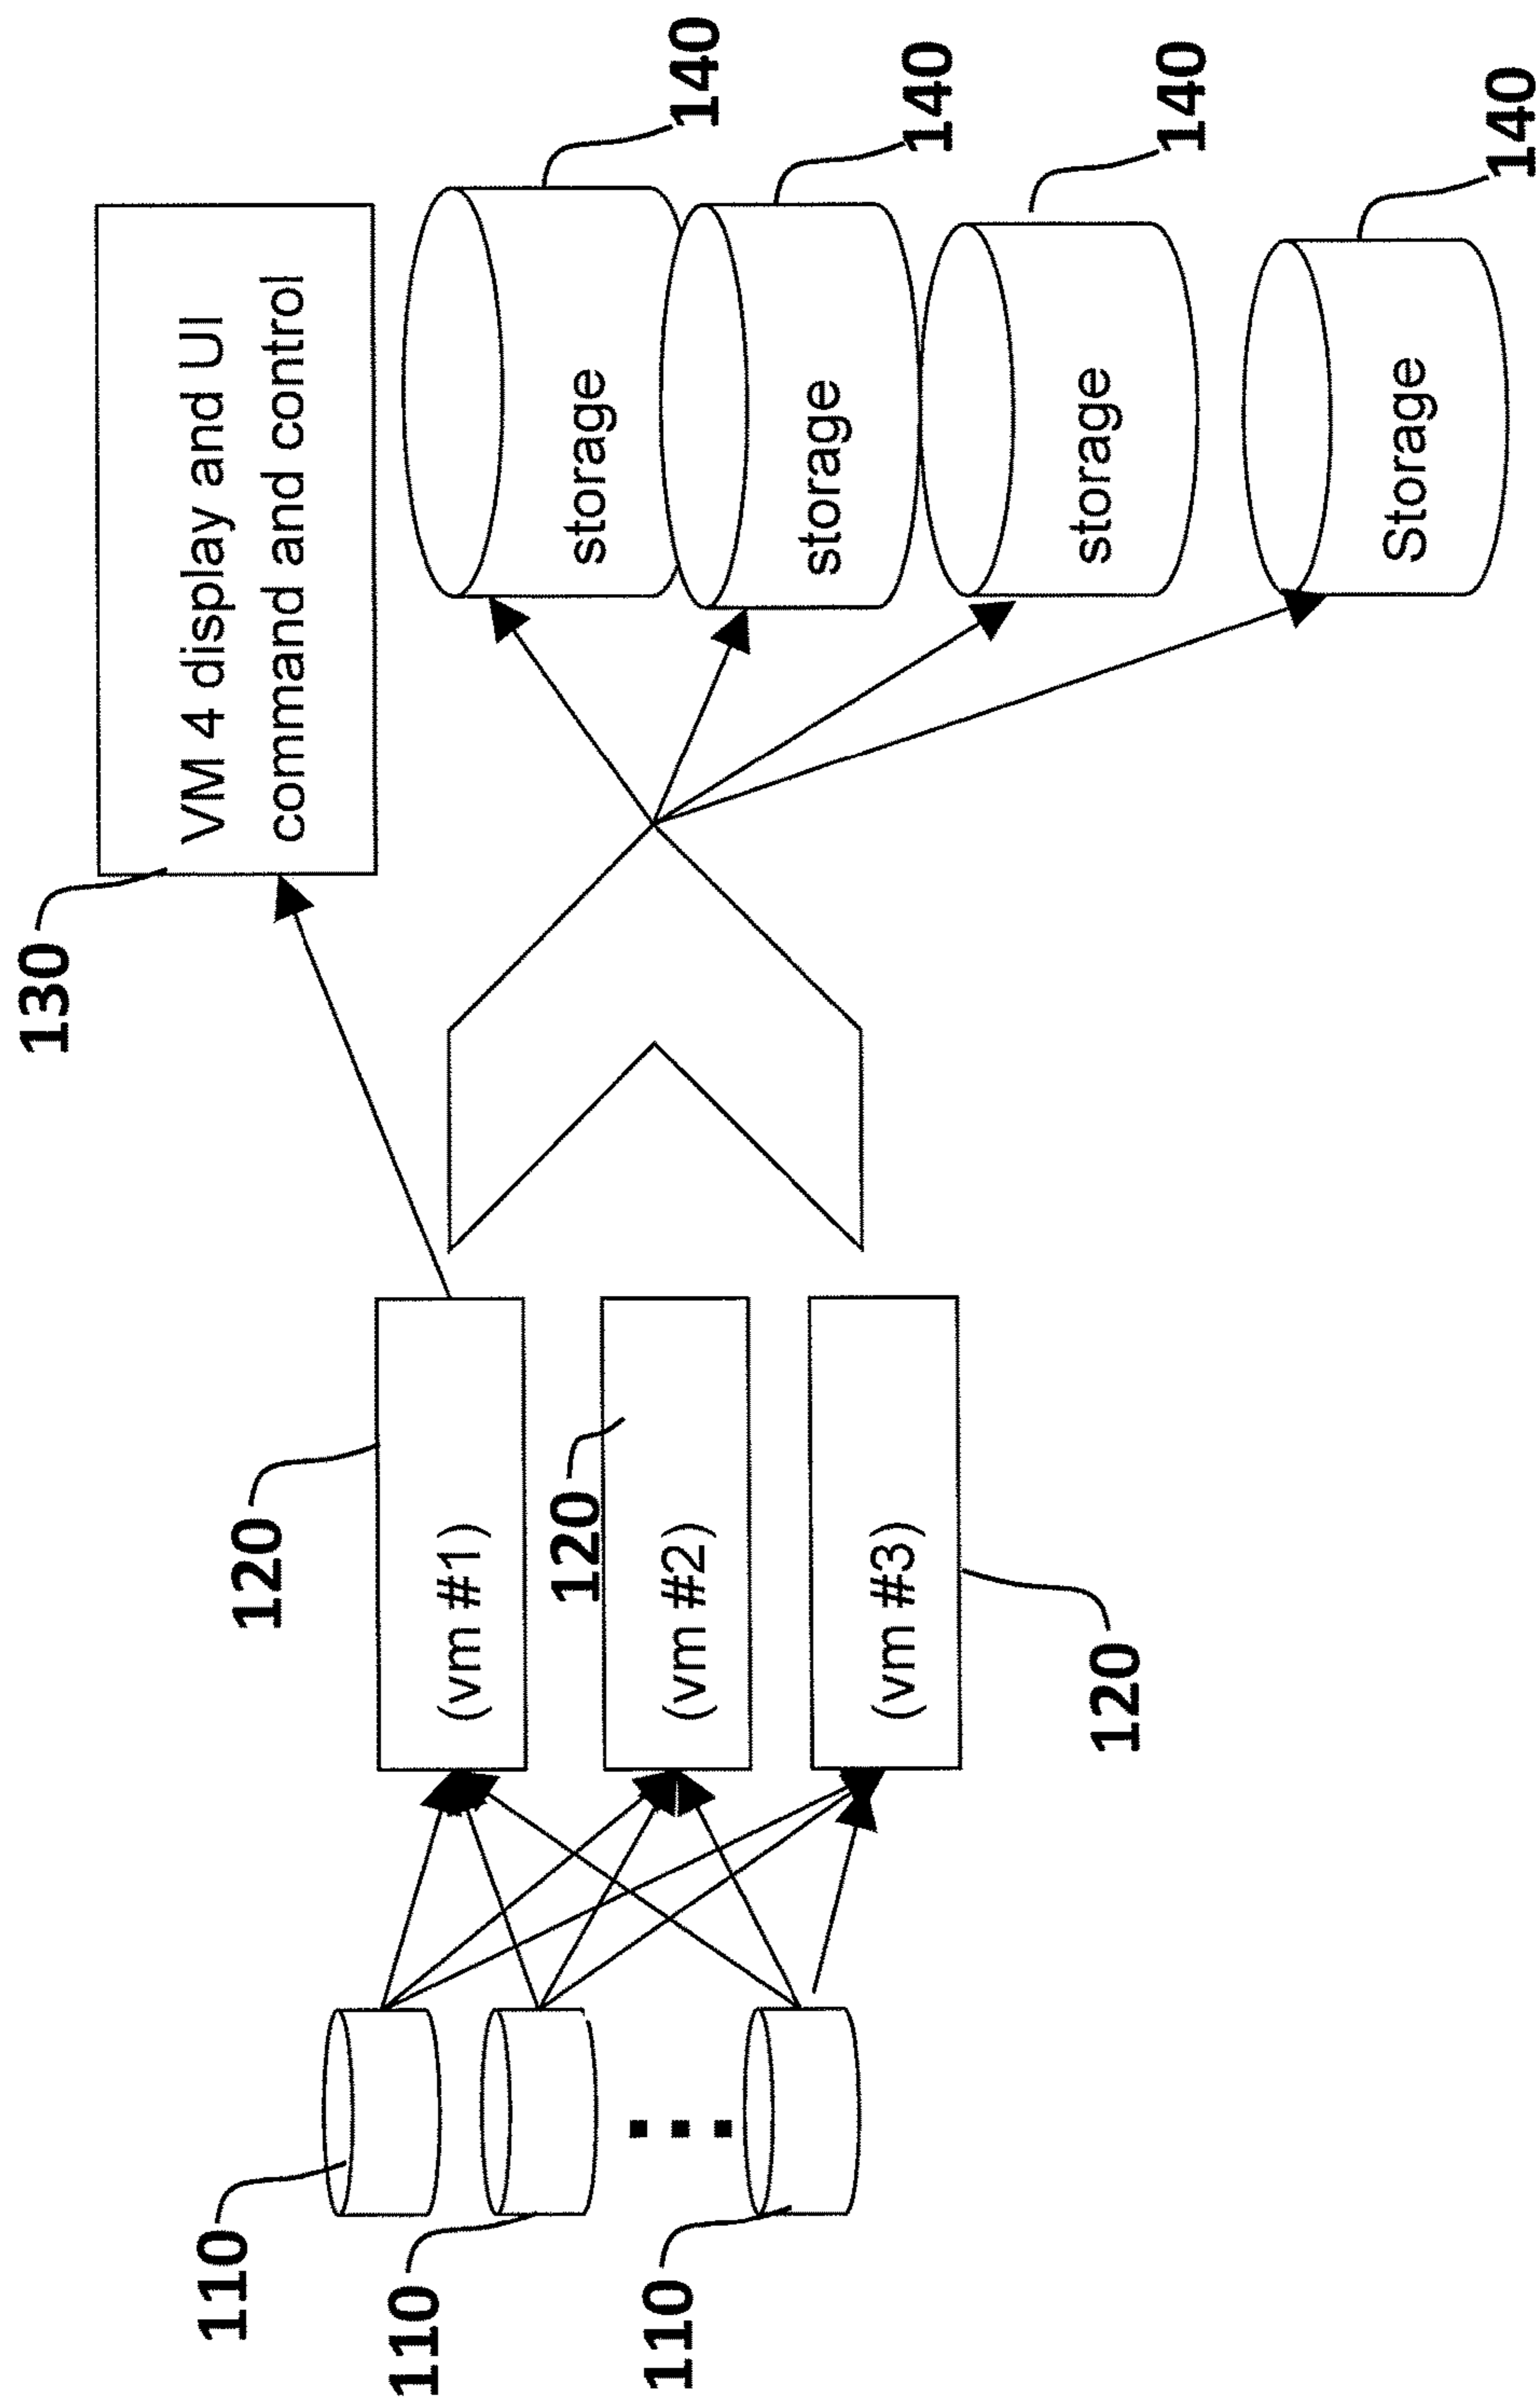 130
VM 4 display and UI
command and control
140
storage
140
storage
140
storage
140
Storage
120
(vm #1)
120
(vm #2)
120
(vm #3)
110
110
110